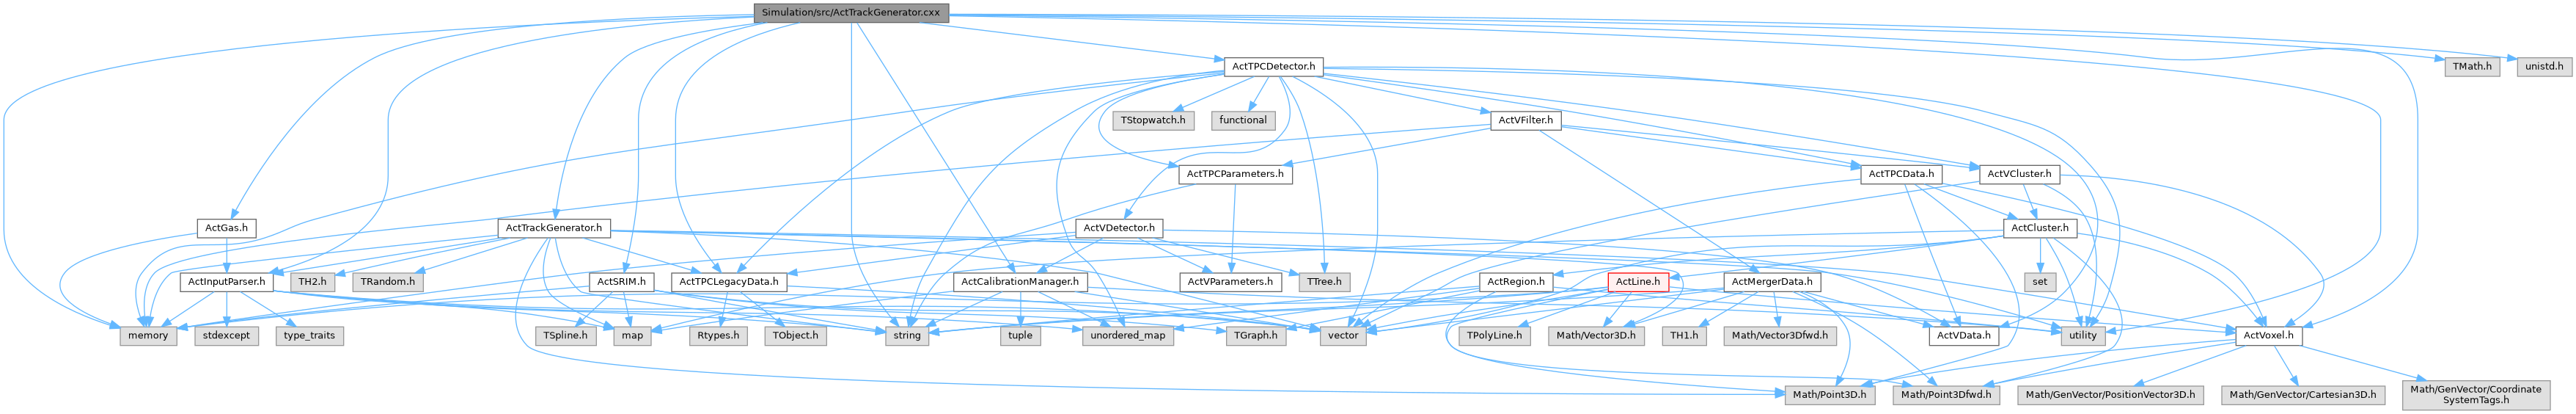 Simulation/src/ActTrackGenerator.cxx
ActTPCDetector.h
TMath.h
unistd.h
TStopwatch.h
functional
ActVFilter.h
ActTPCParameters.h
ActTPCData.h
ActVCluster.h
ActGas.h
ActTrackGenerator.h
ActVDetector.h
ActCluster.h
ActInputParser.h
TH2.h
TRandom.h
ActSRIM.h
ActTPCLegacyData.h
ActCalibrationManager.h
ActVParameters.h
TTree.h
ActRegion.h
ActLine.h
ActMergerData.h
set
memory
stdexcept
type_traits
TSpline.h
map
Rtypes.h
TObject.h
string
tuple
unordered_map
TGraph.h
vector
TPolyLine.h
Math/Vector3D.h
TH1.h
Math/Vector3Dfwd.h
ActVData.h
utility
ActVoxel.h
Math/Point3D.h
Math/Point3Dfwd.h
Math/GenVector/PositionVector3D.h
Math/GenVector/Cartesian3D.h
Math/GenVector/Coordinate
SystemTags.h